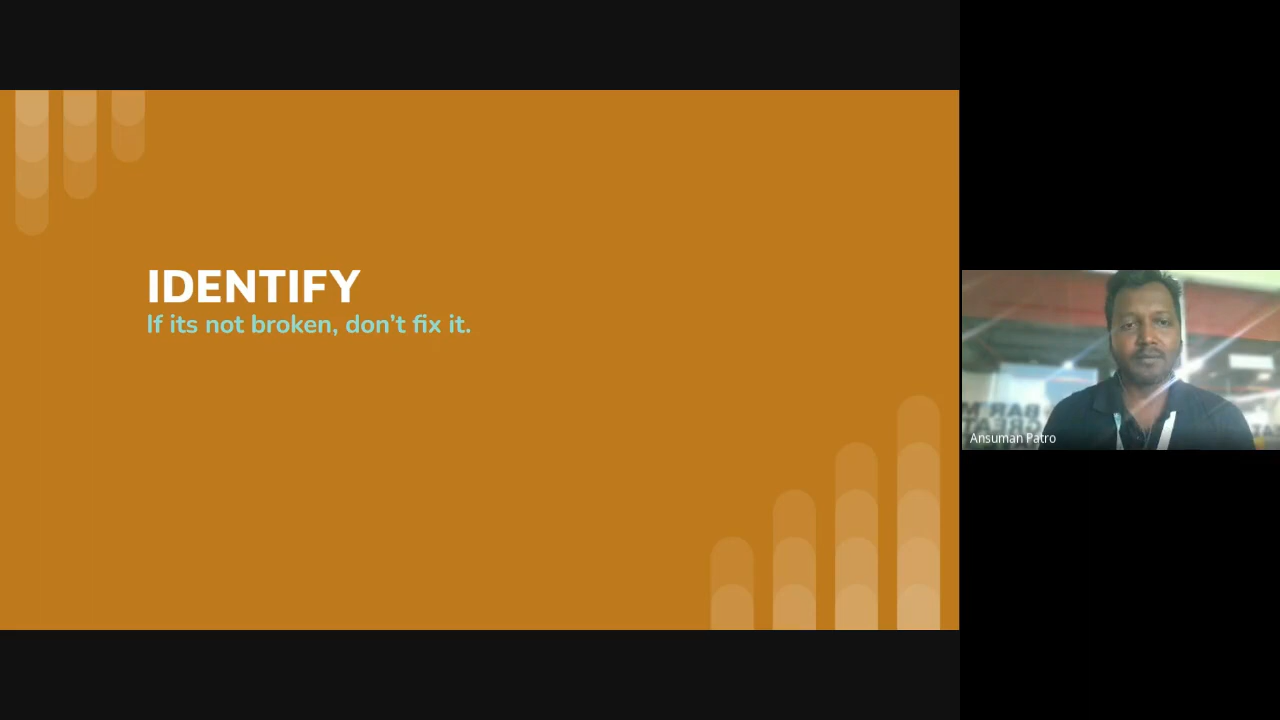 IDENTIFY
If its not broken, don’t fix it.
Ansuman Patro